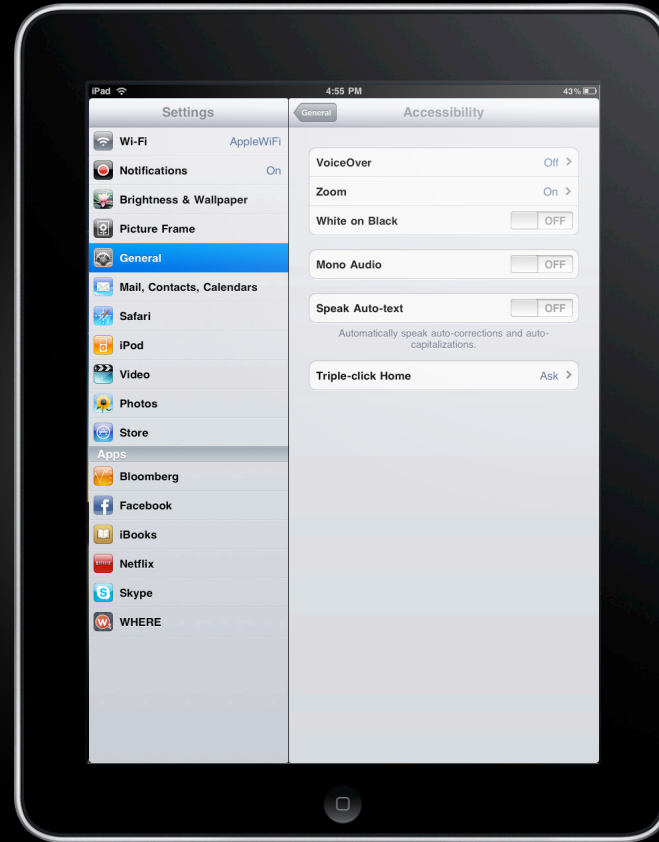 iPad
4:55 PM
43%
Settings
Wi-Fi AppleWiFi
Notifications On
Brightness & Wallpaper
Picture Frame
General
Mail, Contacts, Calendars
Safari
iPod
Video
Photos
Store
Apps
Bloomberg
Facebook
iBooks
NETFLIX
Netflix
Skype
WHERE
General
Accessibility
VoiceOver Off
Zoom On
White on Black OFF
Mono Audio OFF
Speak Auto-text OFF
Automatically speak auto-corrections and auto-
capitalizations.
Triple-click Home Ask